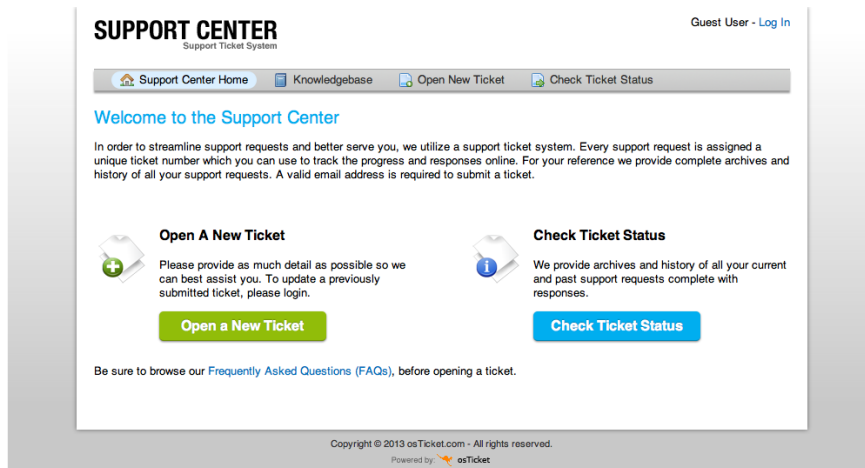 SUPPORT CENTER
Support Ticket System
Guest User - Log In
Support Center Home
Knowledgebase
Open New Ticket
Check Ticket Status
Welcome to the Support Center
In order to streamline support requests and better serve you, we utilize a support ticket system. Every support request is assigned a
unique ticket number which you can use to track the progress and responses online. For your reference we provide complete archives and
history of all your support requests. A valid email address is required to submit a ticket.
Open A New Ticket
Please provide as much detail as possible so we
can best assist you. To update a previously
submitted ticket, please login.
Open a New Ticket
Check Ticket Status
We provide archives and history of all your current
and past support requests complete with
responses.
Check Ticket Status
Be sure to browse our Frequently Asked Questions (FAQs), before opening a ticket.
Copyright © 2013 osTicket.com - All rights reserved.
Powered by: osTicket